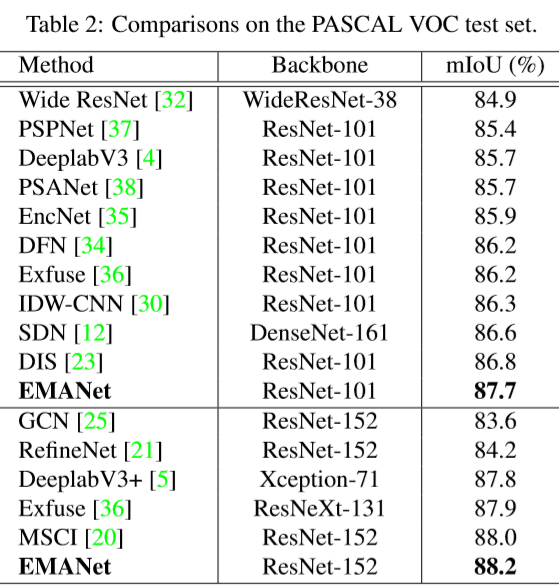 Table 2: Comparisons on the PASCAL VOC test set.
Method Backbone mIoU (%)
Wide ResNet [32] WideResNet-38 84.9
PSPNet [37] ResNet-101 85.4
DeeplabV3 [4] ResNet-101 85.7
PSANet [38] ResNet-101 85.7
EncNet [35] ResNet-101 85.9
DFN [34] ResNet-101 86.2
Exfuse [36] ResNet-101 86.2
IDW-CNN [30] ResNet-101 86.3
SDN [12] DenseNet-161 86.6
DIS [23] ResNet-101 86.8
EMANet ResNet-101 87.7
GCN [25] ResNet-152 83.6
RefineNet [21] ResNet-152 84.2
DeeplabV3+ [5] Xception-71 87.8
Exfuse [36] ResNeXt-131 87.9
MSCI [20] ResNet-152 88.0
EMANet ResNet-152 88.2